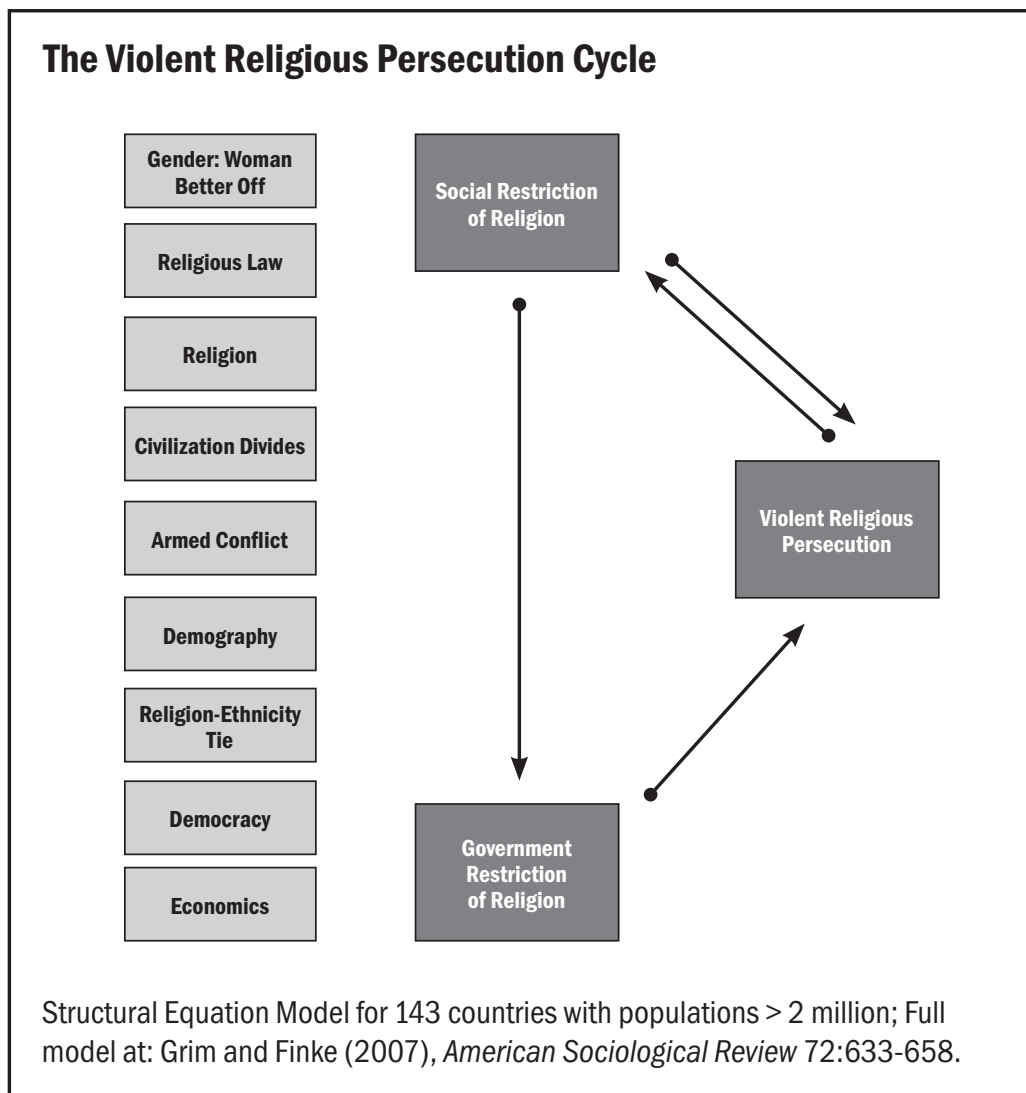 The Violent Religious Persecution Cycle
Gender: Woman
Better Off
Religious Law
Religion
Civilization Divides
Armed Conflict
Demography
Religion-Ethnicity
Tie
Democracy
Economics
Social Restriction
of Religion
Violent Religious
Persecution
Government
Restriction
of Religion
Structural Equation Model for 143 countries with populations > 2 million; Full
model at: Grim and Finke (2007), American Sociological Review 72:633-658.